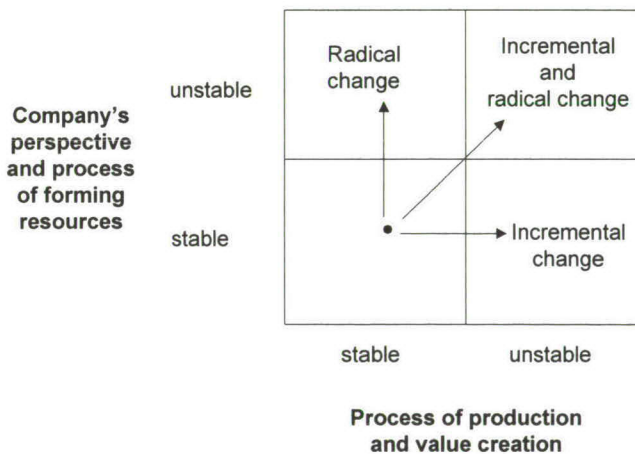 Company's
perspective
and process
of forming
resources
unstable
stable
Radical
change
Incremental
and
radical change
Incremental
change
stable
unstable
Process of production
and value creation